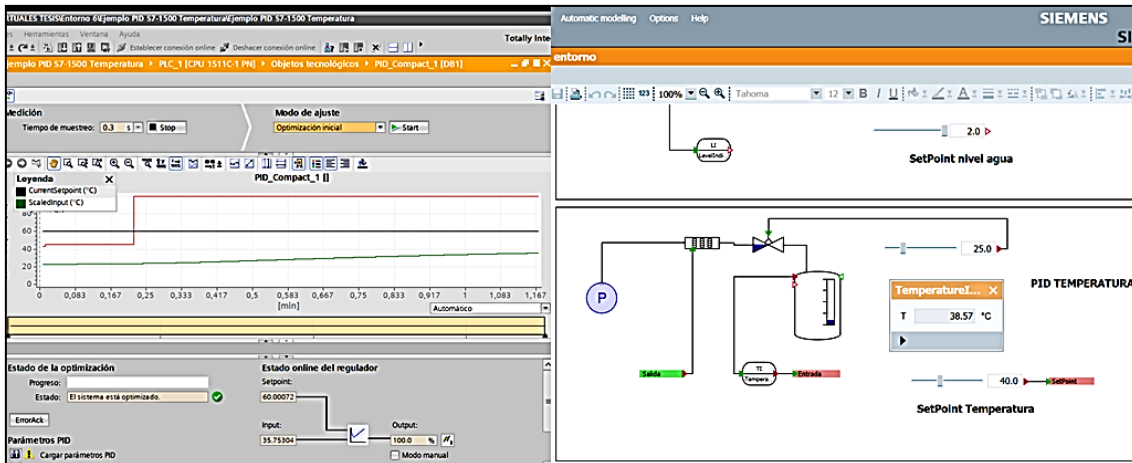 TUALES TESIS\Entorno 6\Ejemplo PID S7-1500 Temperatura\Ejemplo PID S7-1500 Temperatura
es Herramientas Ventana Ayuda
Establecer conexión online Deshacer conexión online
Totally Inte
jemplo PID S7-1500 Temperatura PLC_1 [CPU 1511C-1 PN] Objetos tecnológicos PID_Compact_1 [DB1]
Medición
Modo de ajuste
Tiempo de muestreo: 0.3 s Stop
Optimización inicial Start
PID_Compact_1 []
Leyenda
CurrentSetpoint (°C)
ScaledInput (°C)
80
60
40
20
0
0 0,083 0,167 0,25 0,333 0,417 0,5 0,583 0,667 0,75 0,833 0,917 1 1,083 1,167
[min]
Automático
Estado de la optimización
Progreso:
Estado: El sistema está optimizado.
ErrorAck
Parámetros PID
Cargar parámetros PID
Estado online del regulador
Setpoint:
60.00072
Input:
35.75304
Output:
100.0 %
Modo manual
Automatic modelling Options Help
SIEMENS
SI
entorno
123 100% Tahoma 12 B I U A
LI
LevelIndi
2.0
SetPoint nivel agua
P
25.0
PID TEMPERATURA
TemperatureI... X
T 38.57 °C
Salida
TI
Tempera.
Entrada
40.0 SetPoint
SetPoint Temperatura